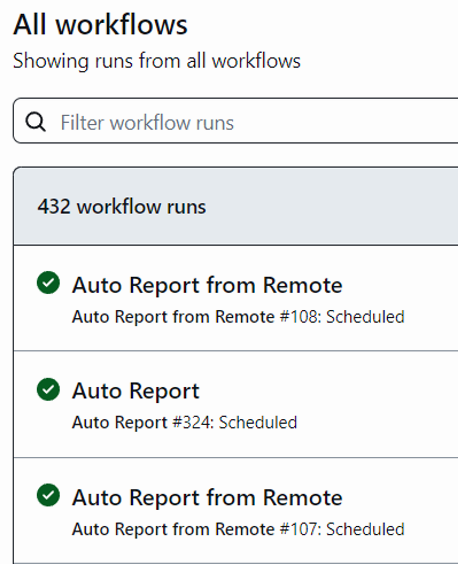 All workflows
Showing runs from all workflows
Filter workflow runs
432 workflow runs
Auto Report from Remote
Auto Report from Remote #108: Scheduled
Auto Report
Auto Report #324: Scheduled
Auto Report from Remote
Auto Report from Remote #107: Scheduled